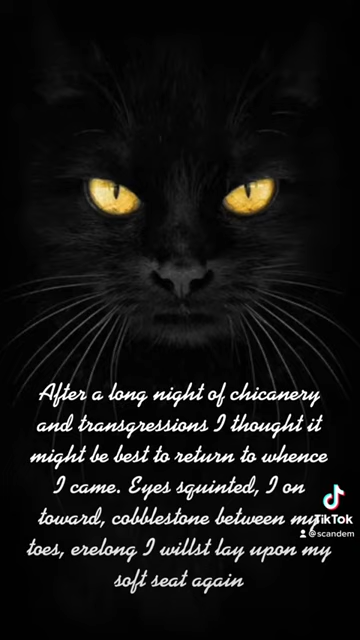 After a long night of chicanery
and transgressions I thought it
might be best to return to whence
I came. Eyes squinted, I on
toward, cobblestone between my
toes, erelong I willst lay upon my
soft seat again
TikTok
@scandem